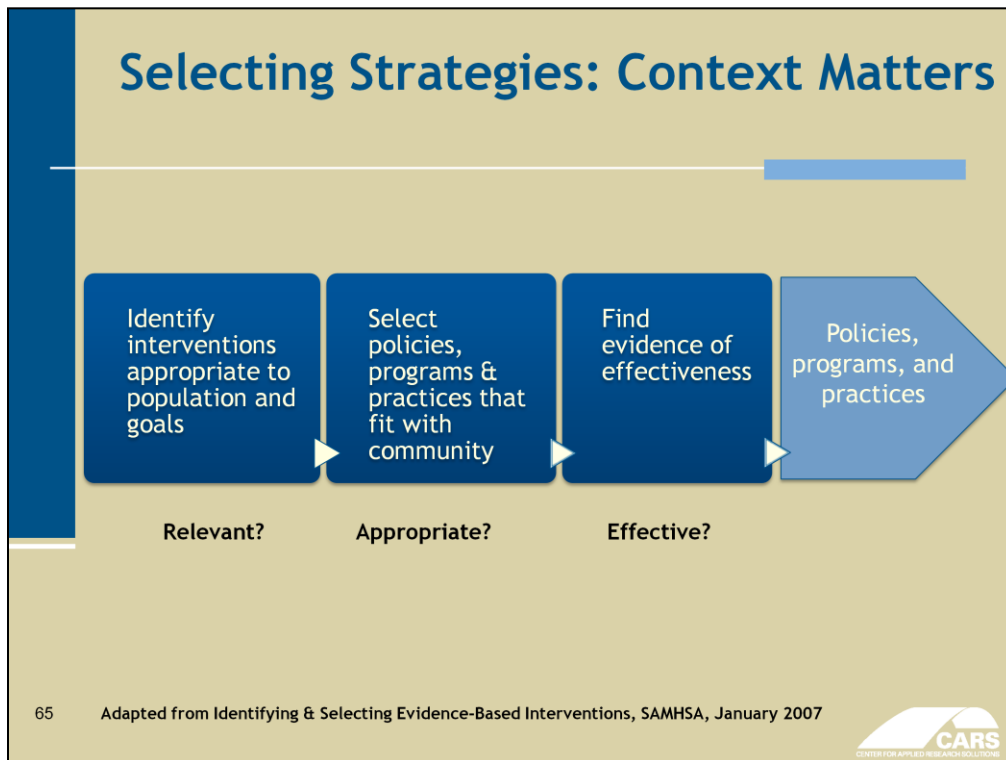 Selecting Strategies: Context Matters
Identify
interventions
appropriate to
population and
goals
Select
policies,
programs &
practices that
fit with
community
Find
evidence of
effectiveness
Policies,
programs, and
practices
Relevant?
Appropriate?
Effective?
65
Adapted from Identifying & Selecting Evidence-Based Interventions, SAMHSA, January 2007
CARS
CENTER FOR APPLIED RESEARCH SOLUTIONS